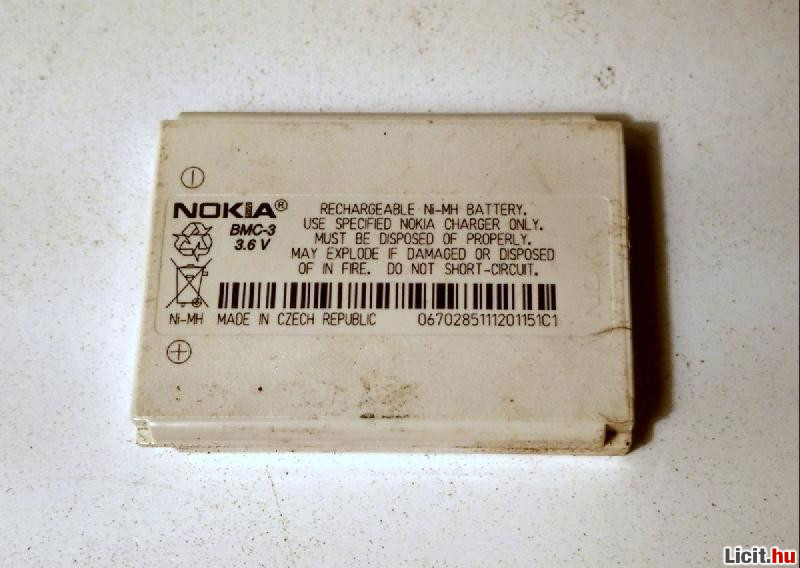 NOKIA®
BMC-3
3.6 V
RECHARGEABLE Ni-MH BATTERY.
USE SPECIFIED NOKIA CHARGER ONLY.
MUST BE DISPOSED OF PROPERLY.
MAY EXPLODE IF DAMAGED OR DISPOSED
OF IN FIRE. DO NOT SHORT-CIRCUIT.
Ni-MH MADE IN CZECH REPUBLIC 0670285111201151C1
Licit.hu